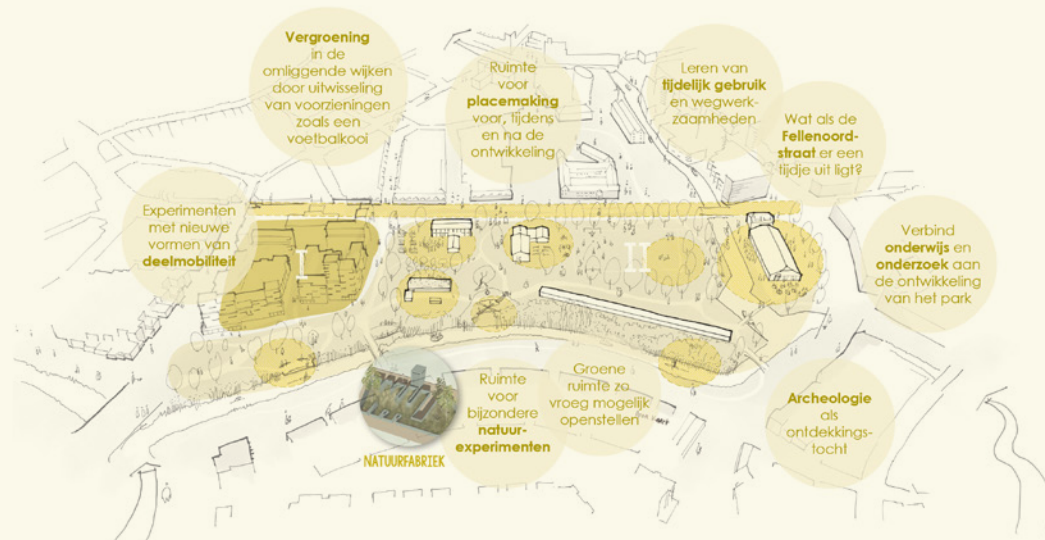 Vergroening
in de
omliggende wijken
door uitwisseling
van voorzieningen
zoals een
voetbalkooi
Ruimte
voor
placemaking
voor, tijdens
en na de
ontwikkeling
Leren van
tijdelijk gebruik
en wegwerk-
zaamheden
Wat als de
Fellenoord-
straat er een
tijdje uit ligt?
Experimenten
met nieuwe
vormen van
deelmobiliteit
I
II
Verbind
onderwijs en
onderzoek aan
de ontwikkeling
van het park
NATUURFABRIEK
Ruimte
voor
bijzondere
natuur-
experimenten
Groene
ruimte zo
vroeg mogelijk
openstellen
Archeologie
als
ontdekkings-
tocht